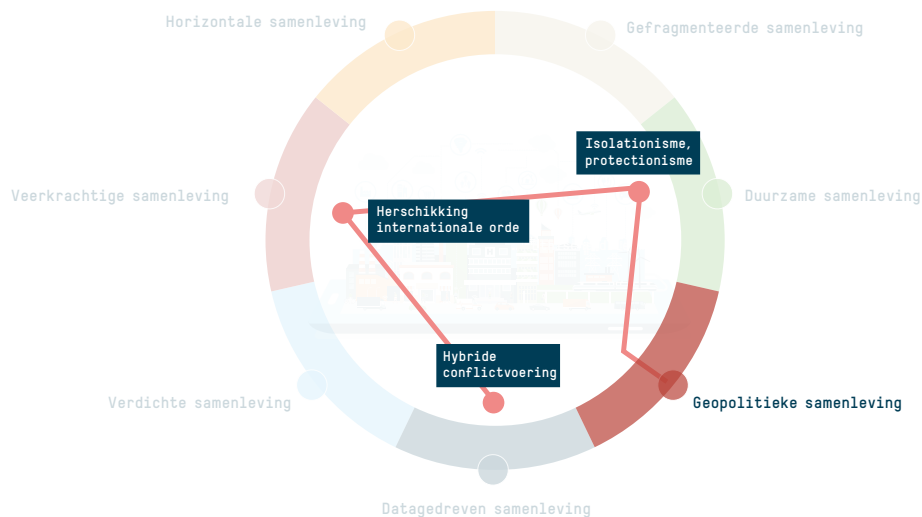 Horizontale samenleving
Gefragmenteerde samenleving
Isolationisme,
protectionisme
Veerkrachtige samenleving
Duurzame samenleving
Herschikking
internationale orde
Hybride
conflictvoering
Verdichte samenleving
Geopolitieke samenleving
Datagedreven samenleving